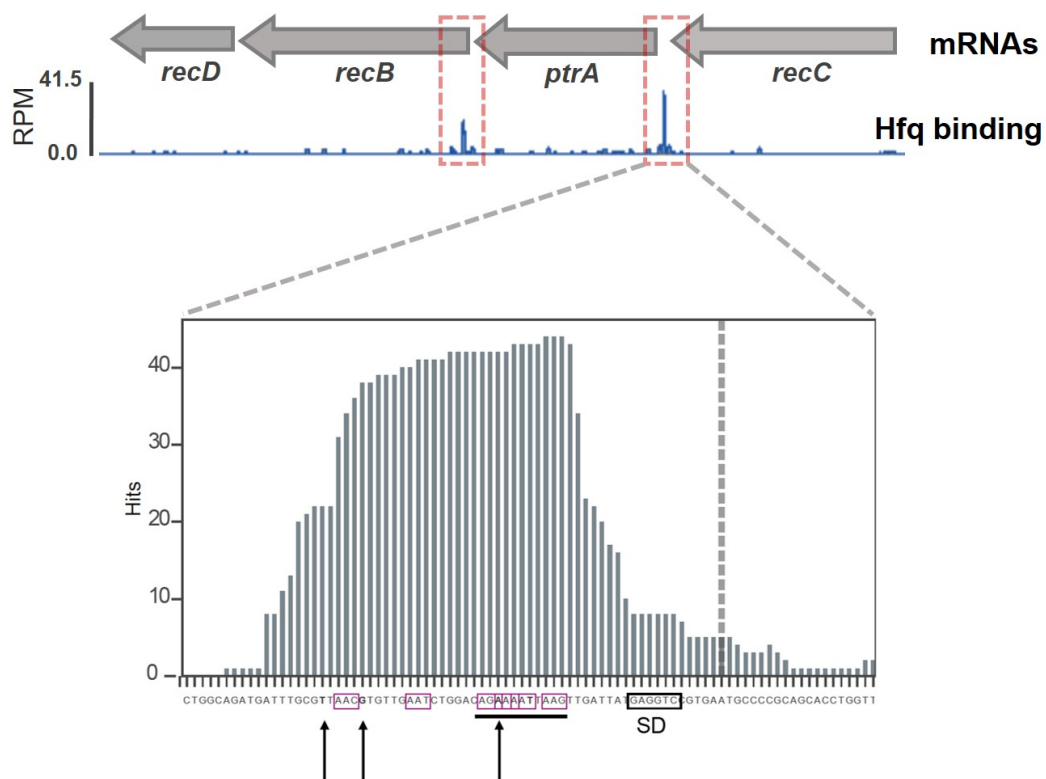 mRNAs
recD recB ptrA recC
41.5
RPM
Hfq binding
0.0
40
30
Hits
20
10
0
CTGGCAGATGATTTGCGTTAACGTGTTGAATCTGGACAGAAAATTAAGTTGATTATGAGGTCCGTGAATGCCCCGCAGCACCTGGTT
SD